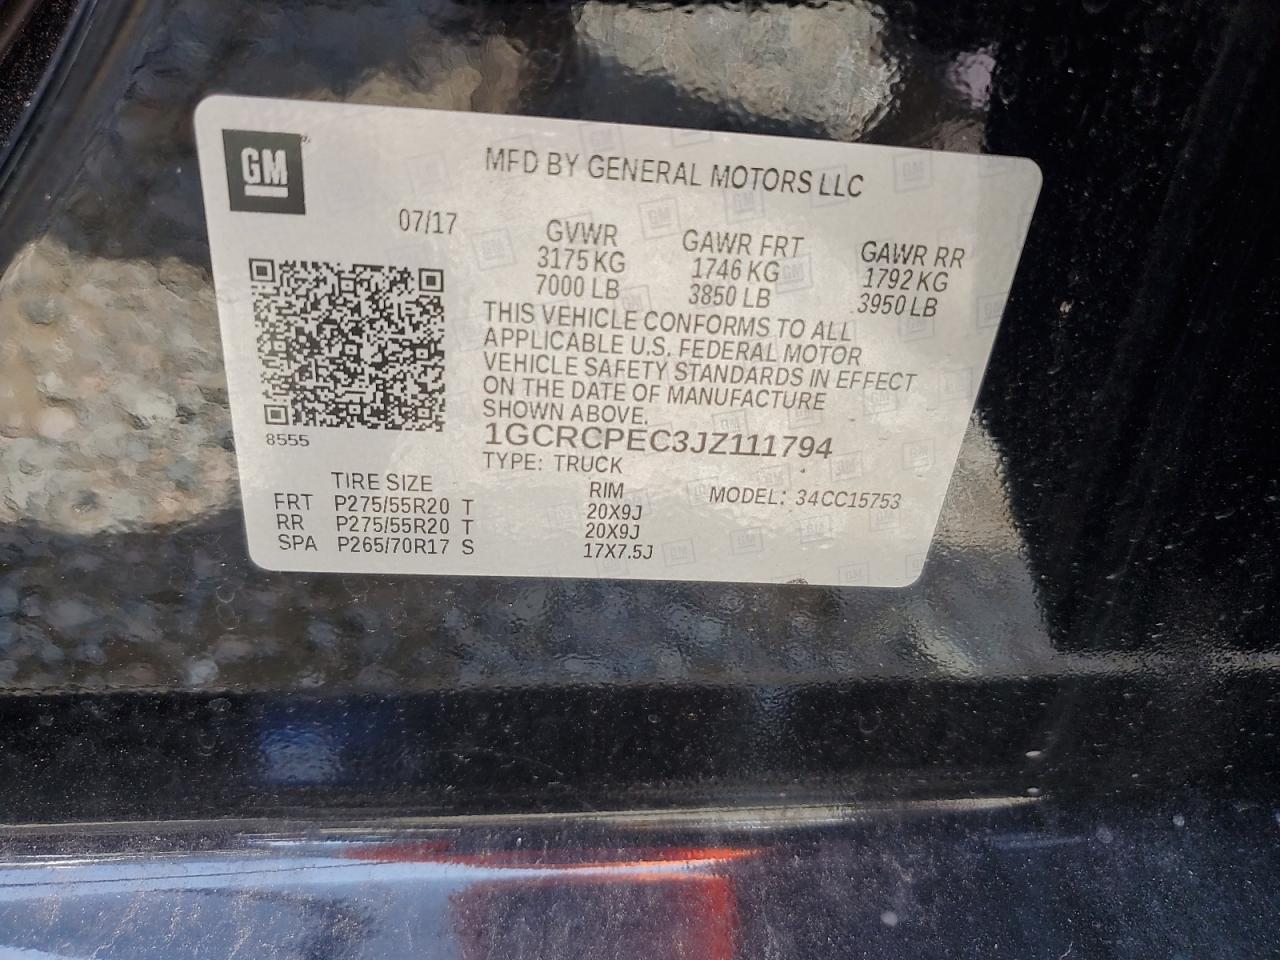 GM
MFD BY GENERAL MOTORS LLC
07/17
GVWR GAWR FRT GAWR RR
3175 KG 1746 KG 1792 KG
7000 LB 3850 LB 3950 LB
THIS VEHICLE CONFORMS TO ALL
APPLICABLE U.S. FEDERAL MOTOR
VEHICLE SAFETY STANDARDS IN EFFECT
ON THE DATE OF MANUFACTURE
SHOWN ABOVE.
8555
1GCRCPEC3JZ111794
TYPE: TRUCK
TIRE SIZE RIM MODEL: 34CC15753
FRT P275/55R20 T 20X9J
RR P275/55R20 T 20X9J
SPA P265/70R17 S 17X7.5J